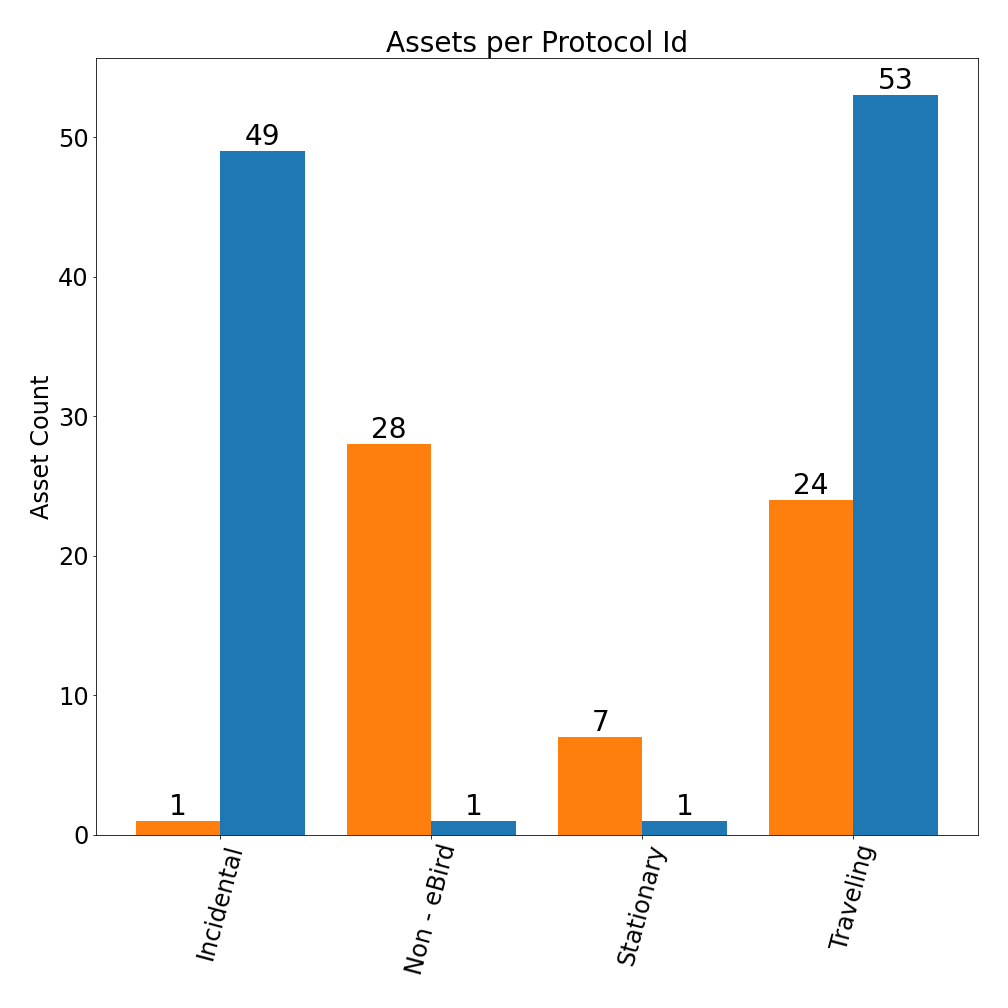 Assets per Protocol Id
Asset Count
50
40
30
20
10
0
1
49
28
1
7
1
24
53
Incidental
Non - eBird
Stationary
Traveling